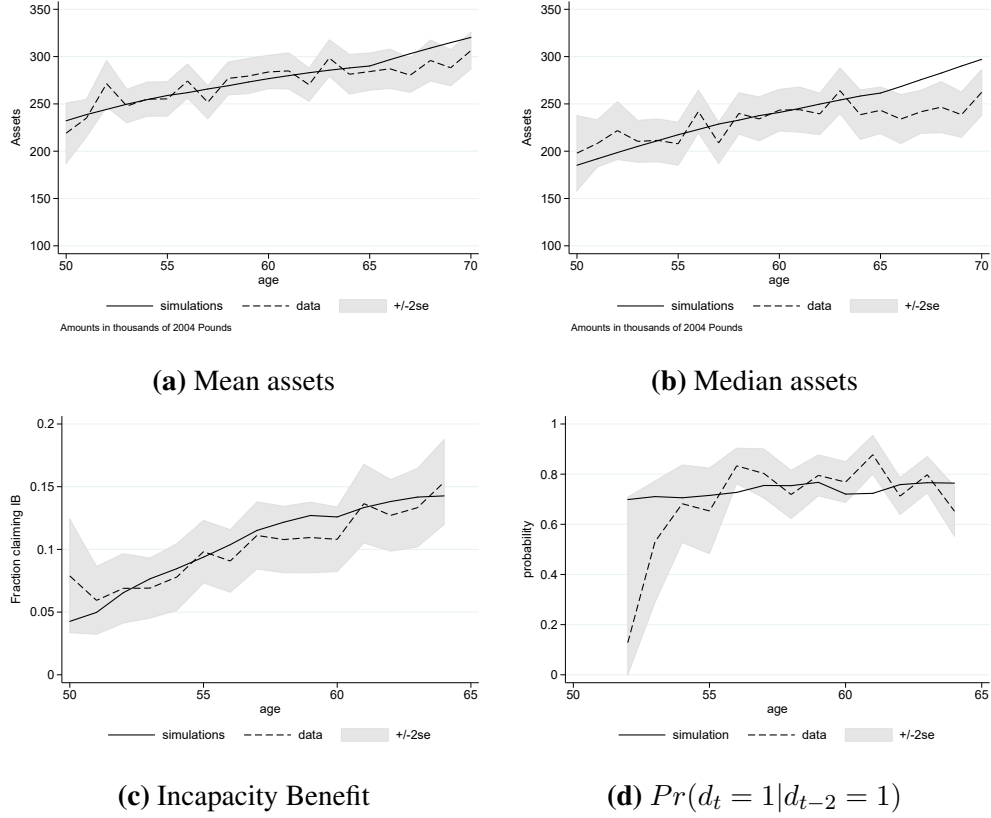 350
300
250
200
150
100
Assets
50 55 60 65 70
age
simulations data +/-2se
Amounts in thousands of 2004 Pounds
(a) Mean assets
350
300
250
200
150
100
Assets
50 55 60 65 70
age
simulations data +/-2se
Amounts in thousands of 2004 Pounds
(b) Median assets
0.2
0.15
0.1
0.05
0
Fraction claiming IB
50 55 60 65
age
simulations data +/-2se
(c) Incapacity Benefit
1
0.8
0.6
0.4
0.2
0
probability
50 55 60 65
age
simulation data +/-2se
(d) Pr(d_t = 1|d_{t−2} = 1)